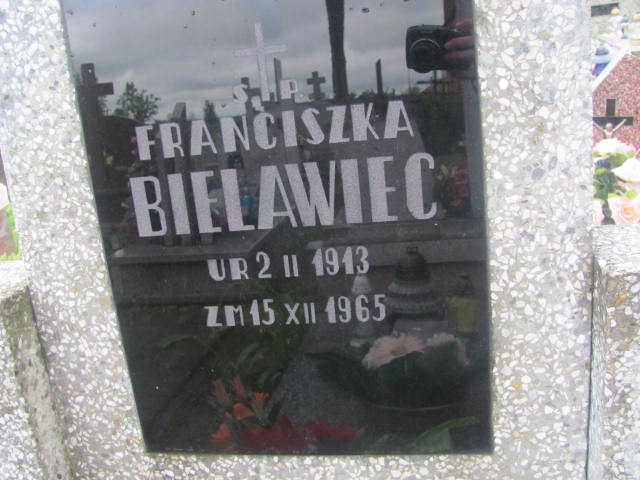 Ś.P.
FRANCISZKA
BIELAWIEC
UR 2 II 1913
ZM 15 XII 1965